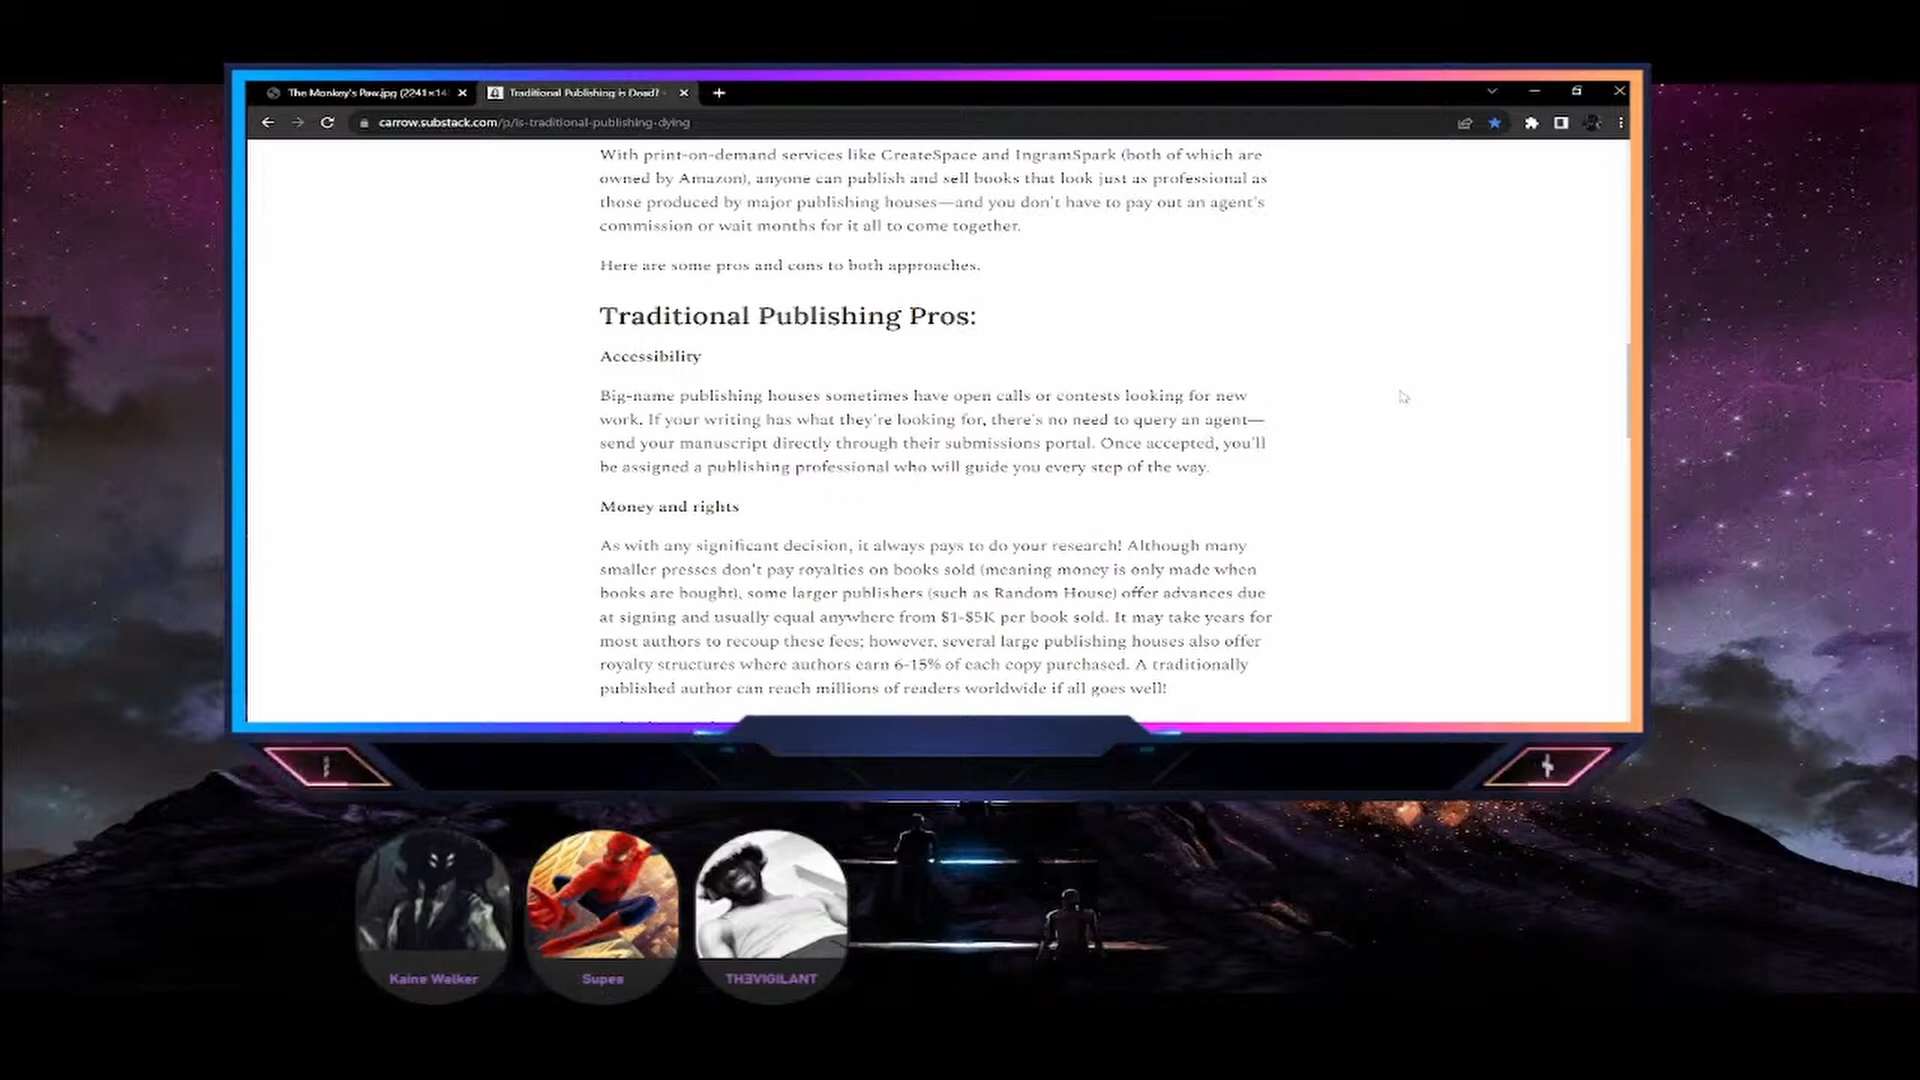 The Monkey's Paw.jpg (2241×14
Traditional Publishing is Dead? -
carrow.substack.com/p/is-traditional-publishing-dying
With print-on-demand services like CreateSpace and IngramSpark (both of which are
owned by Amazon), anyone can publish and sell books that look just as professional as
those produced by major publishing houses—and you don't have to pay out an agent's
commission or wait months for it all to come together.
Here are some pros and cons to both approaches.
Traditional Publishing Pros:
Accessibility
Big-name publishing houses sometimes have open calls or contests looking for new
work. If your writing has what they're looking for, there's no need to query an agent—
send your manuscript directly through their submissions portal. Once accepted, you'll
be assigned a publishing professional who will guide you every step of the way.
Money and rights
As with any significant decision, it always pays to do your research! Although many
smaller presses don't pay royalties on books sold (meaning money is only made when
books are bought), some larger publishers (such as Random House) offer advances due
at signing and usually equal anywhere from $1-$5K per book sold. It may take years for
most authors to recoup these fees; however, several large publishing houses also offer
royalty structures where authors earn 6-15% of each copy purchased. A traditionally
published author can reach millions of readers worldwide if all goes well!
Kaine Walker
Supes
THƎVIGILANT